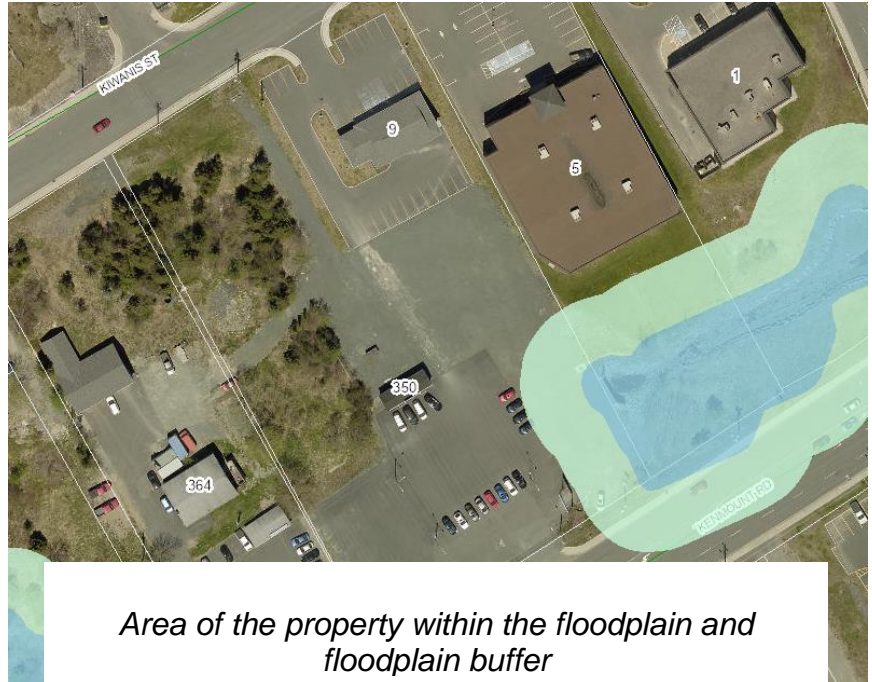 KIWANIS ST
9
1
5
350
364
KENMOUNT RD
Area of the property within the floodplain and
floodplain buffer